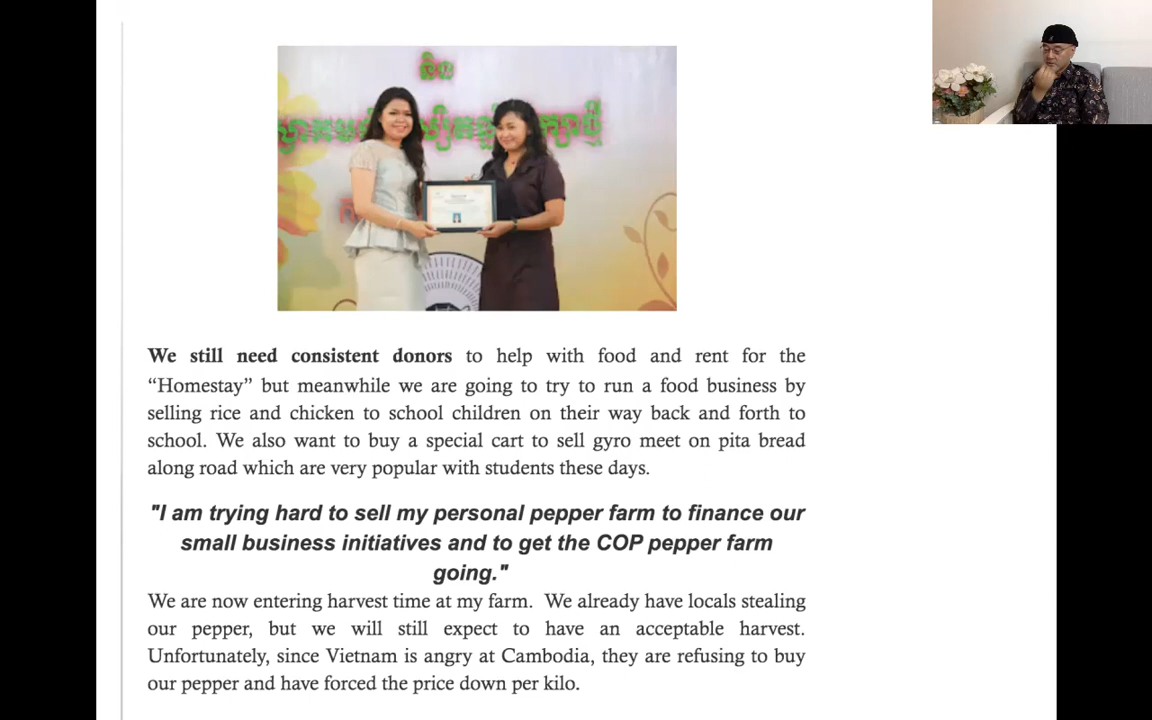 និង
We still need consistent donors to help with food and rent for the
“Homestay” but meanwhile we are going to try to run a food business by
selling rice and chicken to school children on their way back and forth to
school. We also want to buy a special cart to sell gyro meet on pita bread
along road which are very popular with students these days.
"I am trying hard to sell my personal pepper farm to finance our
small business initiatives and to get the COP pepper farm
going."
We are now entering harvest time at my farm. We already have locals stealing
our pepper, but we will still expect to have an acceptable harvest.
Unfortunately, since Vietnam is angry at Cambodia, they are refusing to buy
our pepper and have forced the price down per kilo.